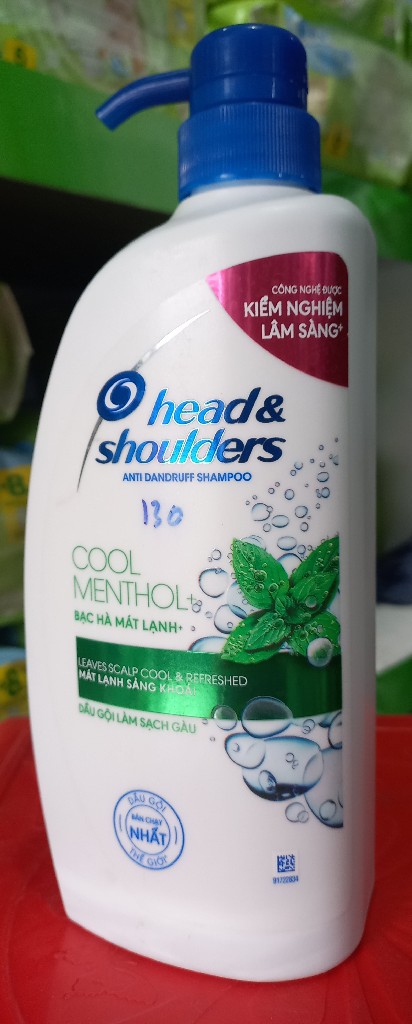 CÔNG NGHỆ ĐƯỢC
KIỂM NGHIỆM
LÂM SÀNG+
head &
shoulders
ANTI DANDRUFF SHAMPOO
130
COOL
MENTHOL+
BẠC HÀ MÁT LẠNH+
LEAVES SCALP COOL & REFRESHED
MÁT LẠNH SẢNG KHOÁI
DẦU GỘI LÀM SẠCH GÀU
DẦU GỘI
BÁN CHẠY
NHẤT
THẾ GIỚI